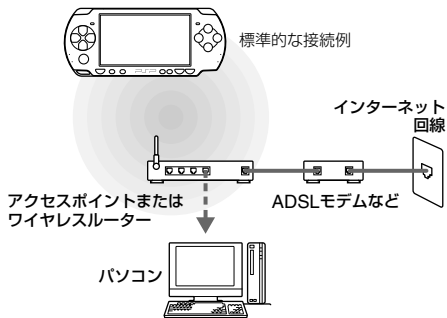 標準的な接続例
インターネット
回線
アクセスポイントまたは
ワイヤレスルーター
ADSLモデムなど
パソコン